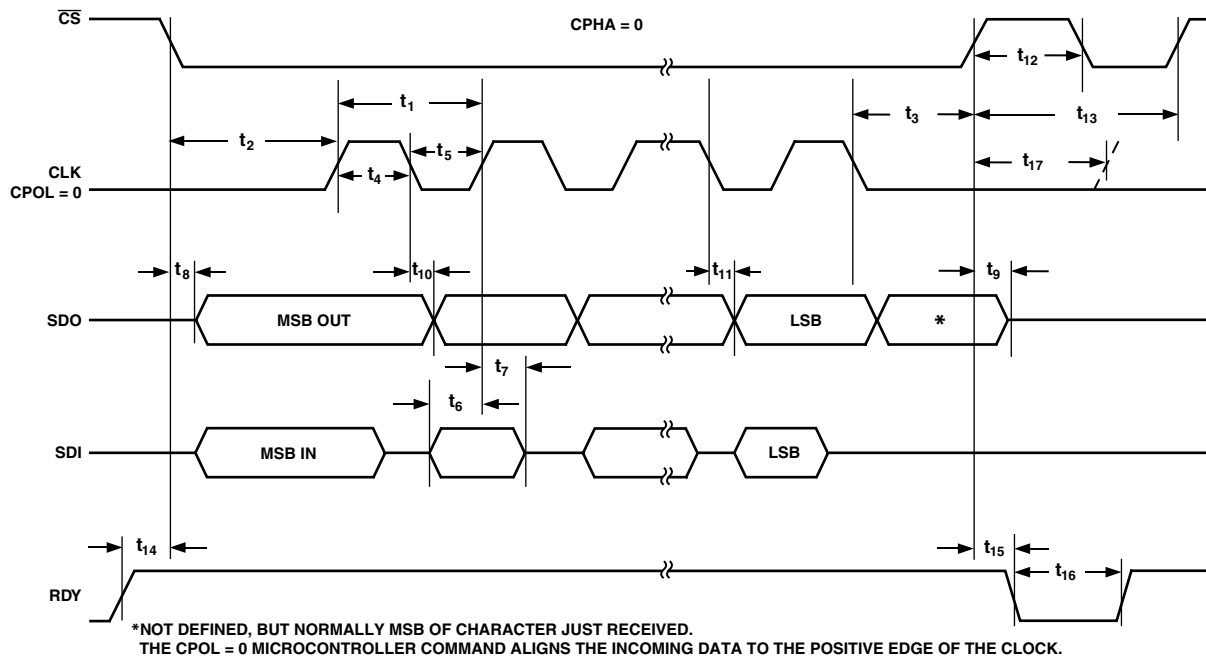 CS
CPHA = 0
t12
t1
t3
t13
t2
t5
t17
CLK
CPOL = 0
t4
t8
t10
t11
t9
SDO
MSB OUT
LSB
*
t7
t6
SDI
MSB IN
LSB
t14
t15
t16
RDY
*NOT DEFINED, BUT NORMALLY MSB OF CHARACTER JUST RECEIVED.
THE CPOL = 0 MICROCONTROLLER COMMAND ALIGNS THE INCOMING DATA TO THE POSITIVE EDGE OF THE CLOCK.